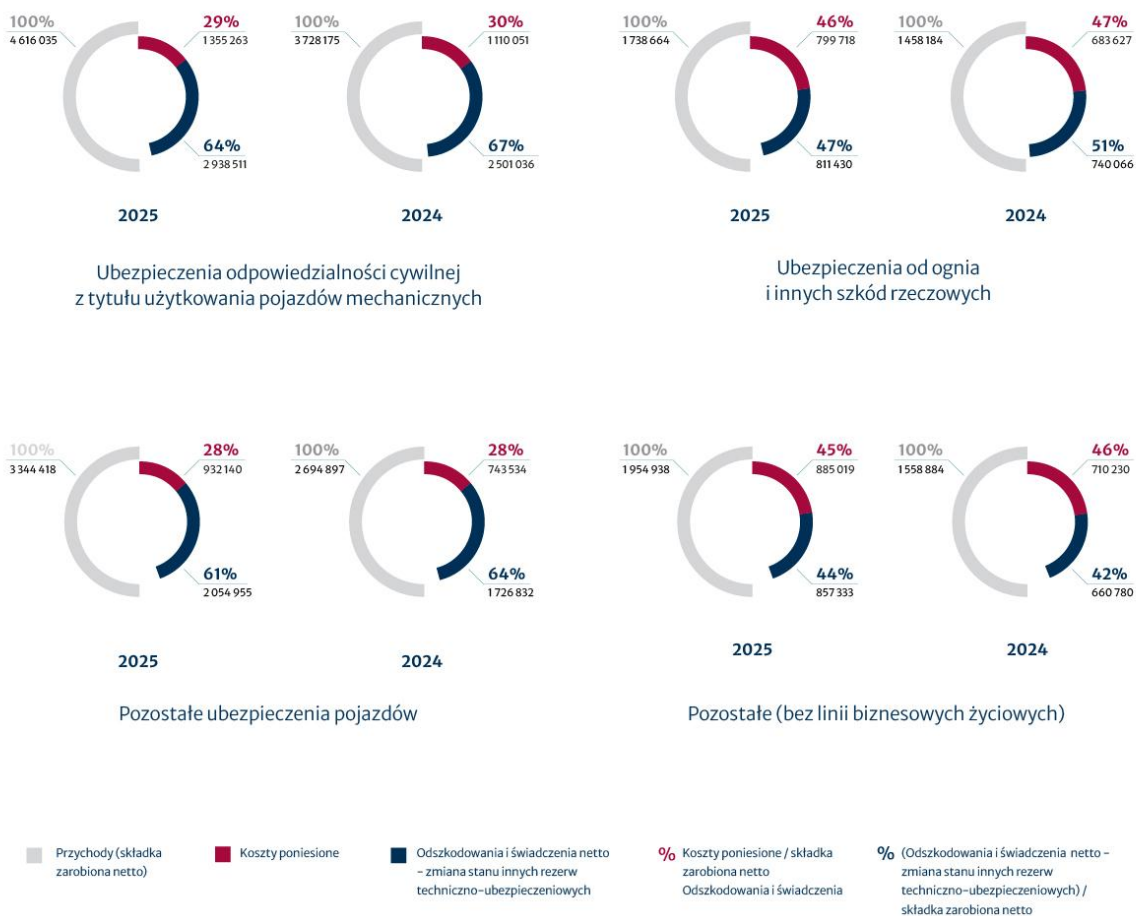 100%
4 616 035
29%
1 355 263
64%
2 938 511
2025
100%
3 728 175
30%
1 110 051
67%
2 501 036
2024
Ubezpieczenia odpowiedzialności cywilnej
z tytułu użytkowania pojazdów mechanicznych
100%
1 738 664
46%
799 718
47%
811 430
2025
100%
1 458 184
47%
683 627
51%
740 066
2024
Ubezpieczenia od ognia
i innych szkód rzeczowych
100%
3 344 418
28%
932 140
61%
2 054 955
2025
100%
2 694 897
28%
743 534
64%
1 726 832
2024
Pozostałe ubezpieczenia pojazdów
100%
1 954 938
45%
885 019
44%
857 333
2025
100%
1 558 884
46%
710 230
42%
660 780
2024
Pozostałe (bez linii biznesowych życiowych)
Przychody (składka
zarobiona netto)
Koszty poniesione
Odszkodowania i świadczenia netto
– zmiana stanu innych rezerw
techniczno-ubezpieczeniowych
% Koszty poniesione / składka
zarobiona netto
Odszkodowania i świadczenia
% (Odszkodowania i świadczenia netto –
zmiana stanu innych rezerw
techniczno-ubezpieczeniowych) /
składka zarobiona netto